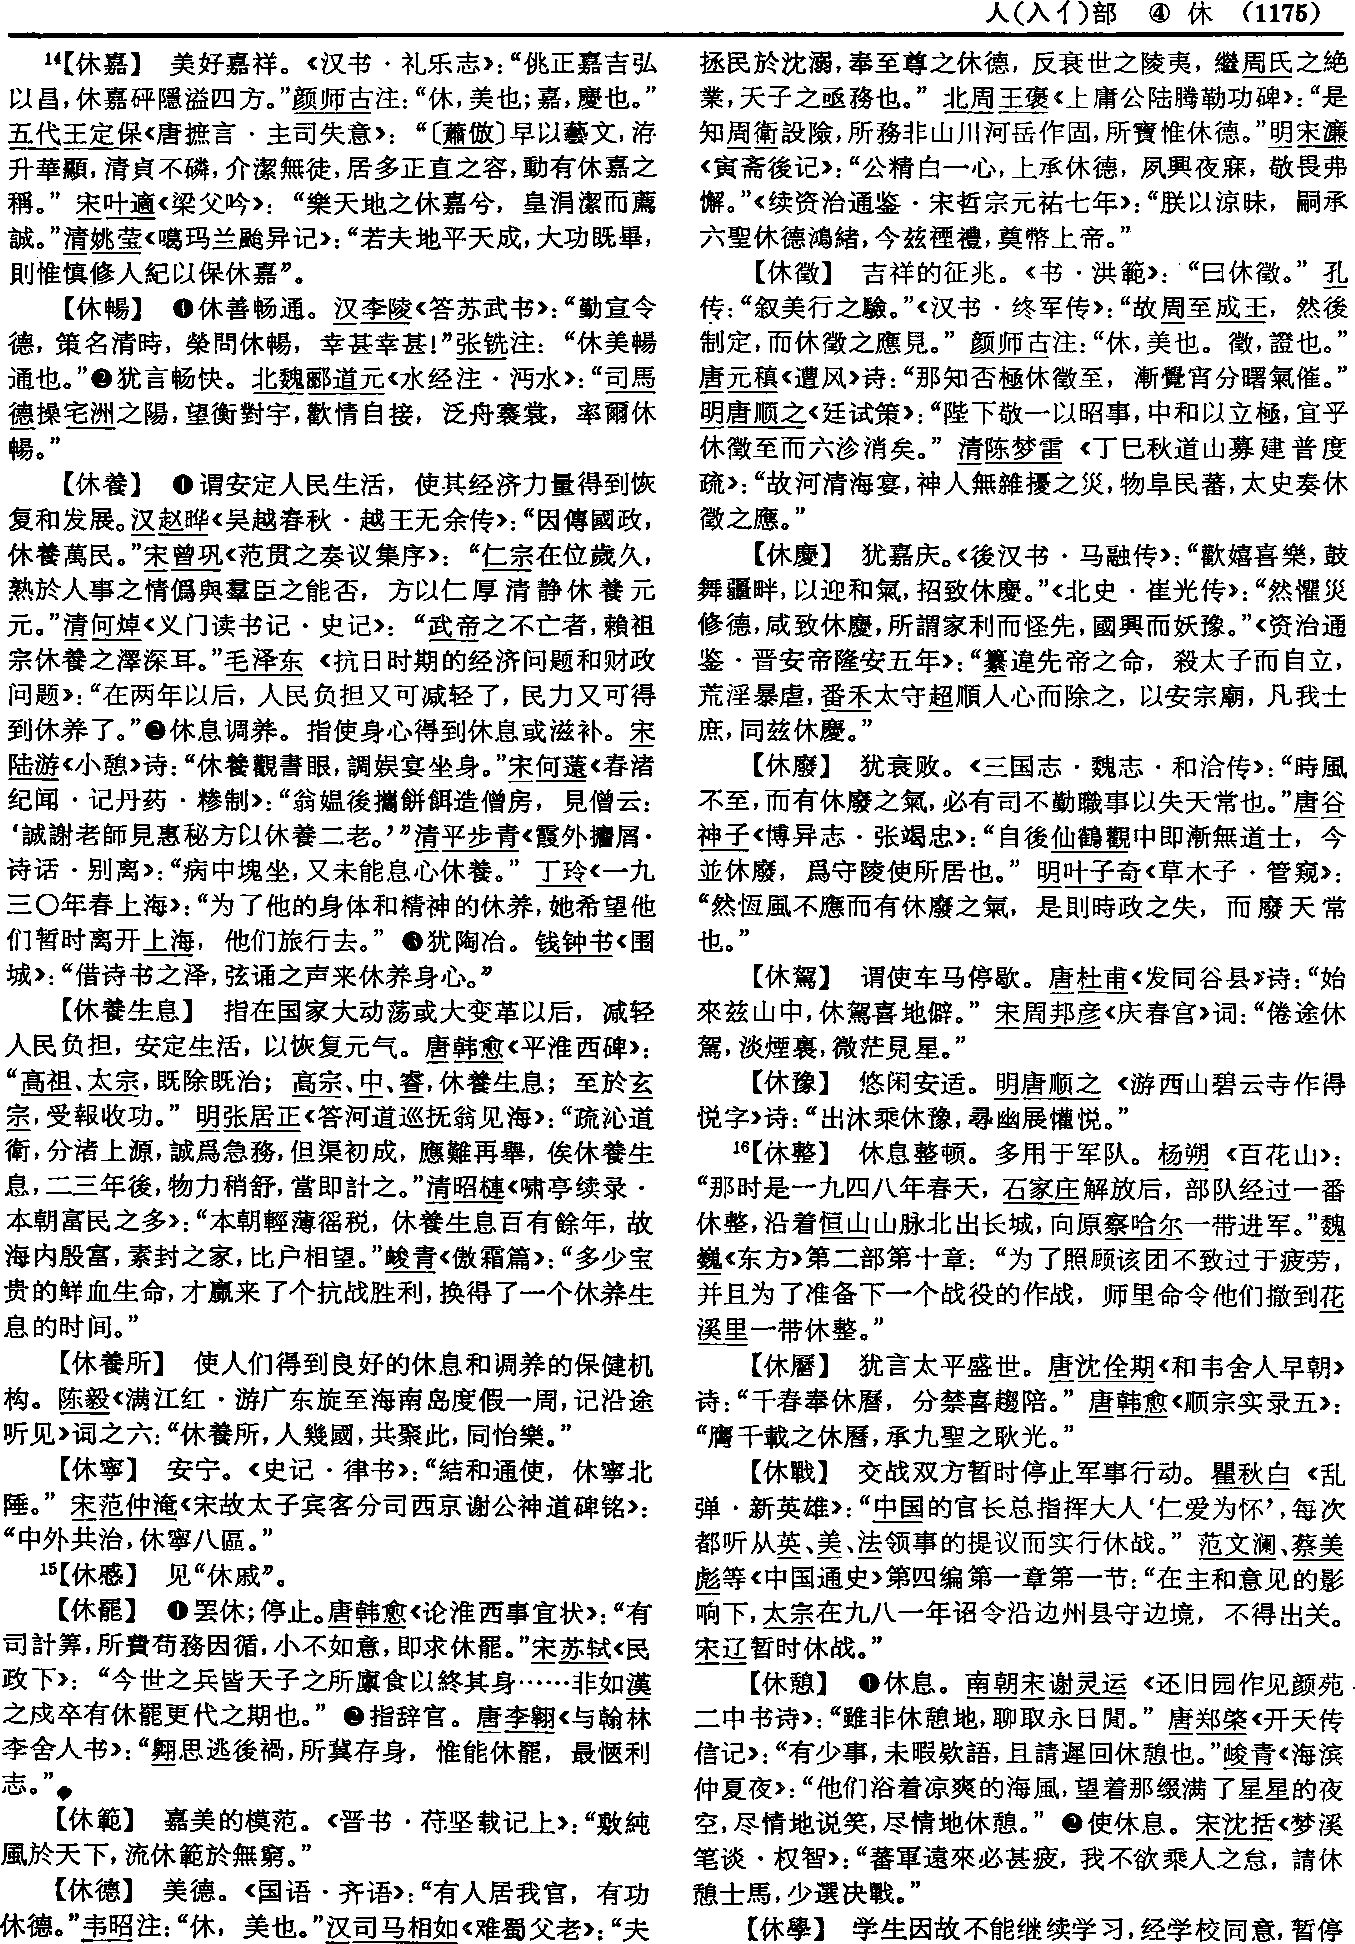 人(入亻)部 ④ 休 (1175)
14【休嘉】 美好嘉祥。《汉书·礼乐志》：“佻正嘉吉弘
以昌，休嘉砰隱溢四方。”颜师古注：“休，美也；嘉，慶也。”
五代王定保《唐摭言·主司失意》：“〔蕭倣〕早以藝文，洊
升華顯，清貞不磷，介潔無徒，居多正直之容，動有休嘉之
稱。” 宋叶適《梁父吟》：“樂天地之休嘉兮，皇涓潔而薦
誠。”清姚莹《噶玛兰颱异记》：“若夫地平天成，大功既畢，
則惟慎修人紀以保休嘉”。
【休暢】 ❶休善畅通。汉李陵《答苏武书》：“勤宣令
德，策名清時，榮問休暢，幸甚幸甚！”张铣注：“休美暢
通也。”❷犹言畅快。北魏郦道元《水经注·沔水》：“司馬
德操宅洲之陽，望衡對宇，歡情自接，泛舟褰裳，率爾休
暢。”
【休養】 ❶谓安定人民生活，使其经济力量得到恢
复和发展。汉赵晔《吴越春秋·越王无余传》：“因傳國政，
休養萬民。”宋曾巩《范贯之奏议集序》：“仁宗在位歲久，
熟於人事之情僞與羣臣之能否，方以仁厚清静休養元
元。”清何焯《义门读书记·史记》：“武帝之不亡者，賴祖
宗休養之澤深耳。”毛泽东《抗日时期的经济问题和财政
问题》：“在两年以后，人民负担又可减轻了，民力又可得
到休养了。”❷休息调养。指使身心得到休息或滋补。宋
陆游《小憩》诗：“休養觀書眼，調娱宴坐身。”宋何薳《春渚
纪闻·记丹药·糁制》：“翁媪後攜餅餌造僧房，見僧云：
‘誠謝老師見惠秘方以休養二老。’”清平步青《霞外攟屑·
诗话·别离》：“病中塊坐，又未能息心休養。” 丁玲《一九
三〇年春上海》：“为了他的身体和精神的休养，她希望他
们暂时离开上海，他们旅行去。” ❸犹陶冶。钱钟书《围
城》：“借诗书之泽，弦诵之声来休养身心。”
【休養生息】 指在国家大动荡或大变革以后，减轻
人民负担，安定生活，以恢复元气。唐韩愈《平淮西碑》：
“高祖、太宗，既除既治；高宗、中、睿，休養生息；至於玄
宗，受報收功。” 明张居正《答河道巡抚翁见海》：“疏沁道
衛，分渚上源，誠爲急務，但渠初成，應難再舉，俟休養生
息，二三年後，物力稍舒，當即計之。”清昭槤《啸亭续录·
本朝富民之多》：“本朝輕薄徭税，休養生息百有餘年，故
海内殷富，素封之家，比户相望。”峻青《傲霜篇》：“多少宝
贵的鲜血生命，才赢来了个抗战胜利，换得了一个休养生
息的时间。”
【休養所】 使人们得到良好的休息和调养的保健机
构。陈毅《满江红·游广东旋至海南岛度假一周，记沿途
听见》词之六：“休養所，人幾國，共聚此，同怡樂。”
【休寧】 安宁。《史记·律书》：“結和通使，休寧北
陲。” 宋范仲淹《宋故太子宾客分司西京谢公神道碑铭》：
“中外共治，休寧八區。”
15【休慼】 见“休戚”。
【休罷】 ❶罢休；停止。唐韩愈《论淮西事宜状》：“有
司計筭，所費苟務因循，小不如意，即求休罷。”宋苏轼《民
政下》：“今世之兵皆天子之所廪食以終其身……非如漢
之戍卒有休罷更代之期也。” ❷指辞官。唐李翱《与翰林
李舍人书》：“翱思逃後禍，所冀存身，惟能休罷，最愜利
志。”
【休範】 嘉美的模范。《晋书·苻坚载记上》：“敷純
風於天下，流休範於無窮。”
【休德】 美德。《国语·齐语》：“有人居我官，有功
休德。”韦昭注：“休，美也。”汉司马相如《难蜀父老》：“夫
拯民於沈溺，奉至尊之休德，反衰世之陵夷，繼周氏之绝
業，天子之亟務也。” 北周王褒《上庸公陆腾勒功碑》：“是
知周衛設險，所務非山川河岳作固，所寶惟休德。”明宋濂
《寅斋後记》：“公精白一心，上承休德，夙興夜寐，敬畏弗
懈。”《续资治通鉴·宋哲宗元祐七年》：“朕以涼昧，嗣承
六聖休德鴻緒，今兹禋禮，奠幣上帝。”
【休徵】 吉祥的征兆。《书·洪範》：“曰休徵。” 孔
传：“叙美行之驗。”《汉书·终军传》：“故周至成王，然後
制定，而休徵之應見。” 颜师古注：“休，美也。徵，證也。”
唐元稹《遭风》诗：“那知否極休徵至，漸覺宵分曙氣催。”
明唐顺之《廷试策》：“陛下敬一以昭事，中和以立極，宜乎
休徵至而六沴消矣。” 清陈梦雷《丁巳秋道山募建普度
疏》：“故河清海宴，神人無雜擾之災，物阜民蕃，太史奏休
徵之應。”
【休慶】 犹嘉庆。《後汉书·马融传》：“歡嬉喜樂，鼓
舞疆畔，以迎和氣，招致休慶。”《北史·崔光传》：“然懼災
修德，咸致休慶，所謂家利而怪先，國興而妖豫。”《资治通
鉴·晋安帝隆安五年》：“纂違先帝之命，殺太子而自立，
荒淫暴虐，番禾太守超順人心而除之，以安宗廟，凡我士
庶，同兹休慶。”
【休廢】 犹衰败。《三国志·魏志·和洽传》：“時風
不至，而有休廢之氣，必有司不勤職事以失天常也。”唐谷
神子《博异志·张竭忠》：“自後仙鶴觀中即漸無道士，今
並休廢，爲守陵使所居也。” 明叶子奇《草木子·管窥》：
“然恆風不應而有休廢之氣，是則時政之失，而廢天常
也。”
【休駕】 谓使车马停歇。唐杜甫《发同谷县》诗：“始
來兹山中，休駕喜地僻。” 宋周邦彦《庆春宫》词：“倦途休
駕，淡煙裏，微茫見星。”
【休豫】 悠闲安适。明唐顺之《游西山碧云寺作得
悦字》诗：“出沐乘休豫，尋幽展懽悦。”
16【休整】 休息整顿。多用于军队。杨朔《百花山》：
“那时是一九四八年春天，石家庄解放后，部队经过一番
休整，沿着恒山山脉北出长城，向原察哈尔一带进军。”魏
巍《东方》第二部第十章：“为了照顾该团不致过于疲劳，
并且为了准备下一个战役的作战，师里命令他们撤到花
溪里一带休整。”
【休曆】 犹言太平盛世。唐沈佺期《和韦舍人早朝》
诗：“千春奉休曆，分禁喜趨陪。” 唐韩愈《顺宗实录五》：
“膺千載之休曆，承九聖之耿光。”
【休戰】 交战双方暂时停止军事行动。瞿秋白《乱
弹·新英雄》：“中国的官长总指挥大人‘仁爱为怀’，每次
都听从英、美、法领事的提议而实行休战。” 范文澜、蔡美
彪等《中国通史》第四编第一章第一节：“在主和意见的影
响下，太宗在九八一年诏令沿边州县守边境，不得出关。
宋辽暂时休战。”
【休憩】 ❶休息。南朝宋谢灵运《还旧园作见颜苑
二中书诗》：“雖非休憩地，聊取永日閒。” 唐郑棨《开天传
信记》：“有少事，未暇欵語，且請遲回休憩也。”峻青《海滨
仲夏夜》：“他们浴着凉爽的海風，望着那缀满了星星的夜
空，尽情地说笑，尽情地休憩。” ❷使休息。宋沈括《梦溪
笔谈·权智》：“蕃軍遠來必甚疲，我不欲乘人之怠，請休
憩士馬，少選决戰。”
【休學】 学生因故不能继续学习，经学校同意，暂停